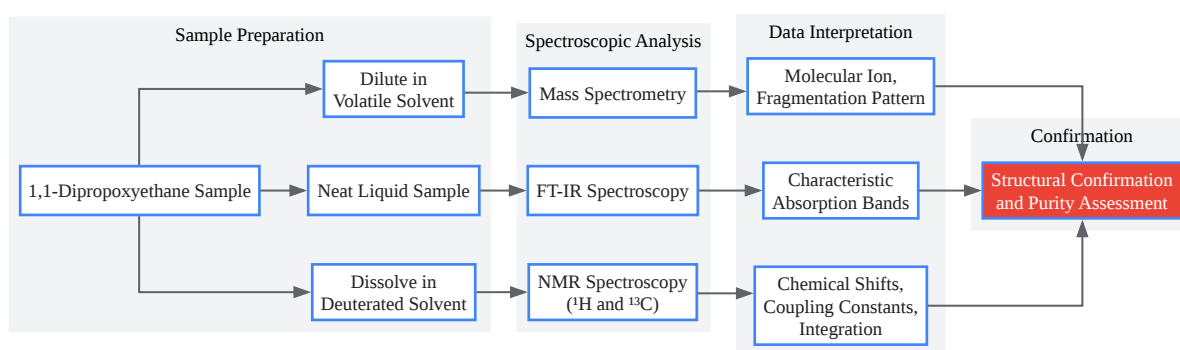 Sample Preparation
Spectroscopic Analysis
Data Interpretation
Dilute in
Volatile Solvent
Mass Spectrometry
Molecular Ion,
Fragmentation Pattern
Confirmation
1,1-Dipropoxyethane Sample
Neat Liquid Sample
FT-IR Spectroscopy
Characteristic
Absorption Bands
Structural Confirmation
and Purity Assessment
Dissolve in
Deuterated Solvent
NMR Spectroscopy
(¹H and ¹³C)
Chemical Shifts,
Coupling Constants,
Integration